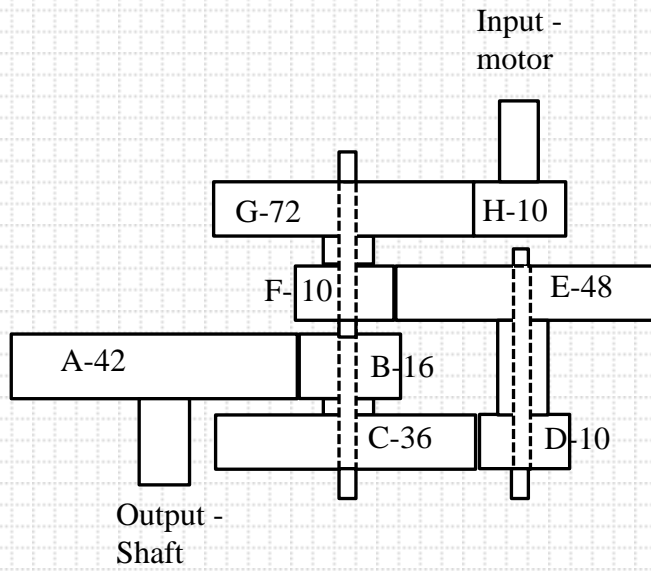 Input -
motor
G-72
H-10
F- 10
E-48
A-42
B-16
C-36
D-10
Output -
Shaft